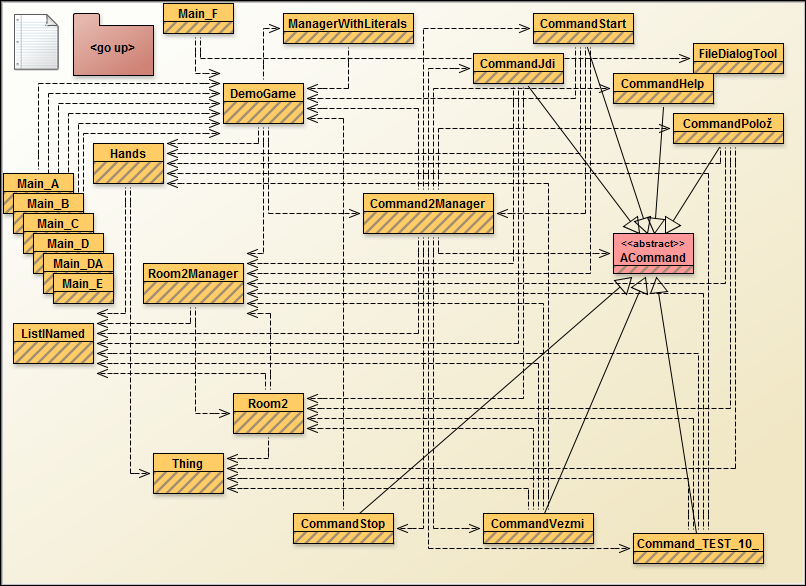 Main_F
ManagerWithLiterals
CommandStart
<go up>
CommandJdi
FileDialogTool
CommandHelp
DemoGame
CommandPolož
Hands
Main_A
Main_B
Main_C
Main_D
Main_DA
Main_E
Command2Manager
<<abstract>>
ACommand
Room2Manager
ListINamed
Room2
Thing
CommandStop
CommandVezmi
Command_TEST_10_